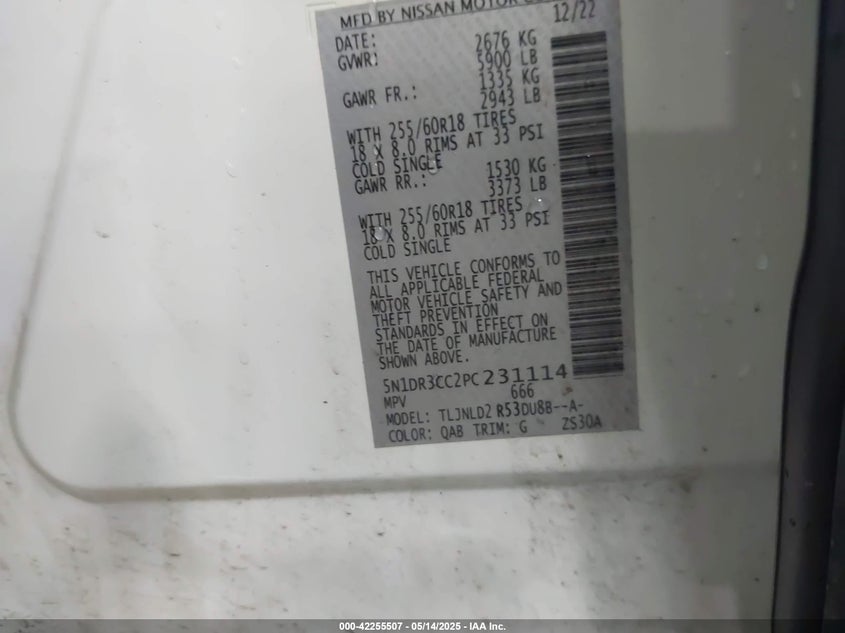 MFD BY NISSAN MOTOR CO
DATE: 12/22
GVWR: 2676 KG
5900 LB
GAWR FR.: 1335 KG
2943 LB
WITH 255/60R18 TIRES
18 X 8.0 RIMS AT 33 PSI
COLD SINGLE
GAWR RR.: 1530 KG
3373 LB
WITH 255/60R18 TIRES
18 X 8.0 RIMS AT 33 PSI
COLD SINGLE
THIS VEHICLE CONFORMS TO
ALL APPLICABLE FEDERAL
MOTOR VEHICLE SAFETY AND
THEFT PREVENTION
STANDARDS IN EFFECT ON
THE DATE OF MANUFACTURE
SHOWN ABOVE.
5N1DR3CC2PC231114
MPV 666
MODEL: TLJNLD2 R53DU8B--A-
COLOR: QAB TRIM: G ZS30A
000-42255507 - 05/14/2025 - IAA Inc.